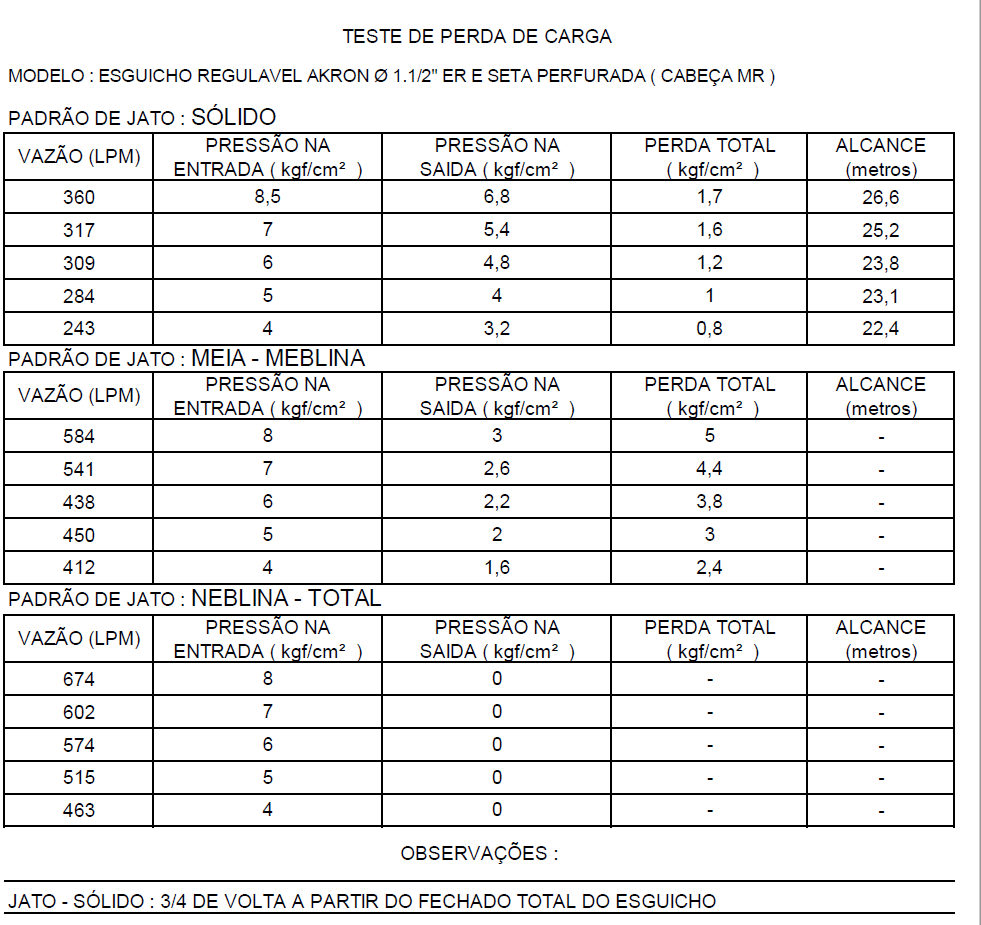 TESTE DE PERDA DE CARGA
MODELO : ESGUICHO REGULAVEL AKRON Ø 1.1/2" ER E SETA PERFURADA ( CABEÇA MR )
PADRÃO DE JATO : SÓLIDO
VAZÃO (LPM) PRESSÃO NA ENTRADA ( kgf/cm² ) PRESSÃO NA SAIDA ( kgf/cm² ) PERDA TOTAL ( kgf/cm² ) ALCANCE (metros)
360 8,5 6,8 1,7 26,6
317 7 5,4 1,6 25,2
309 6 4,8 1,2 23,8
284 5 4 1 23,1
243 4 3,2 0,8 22,4
PADRÃO DE JATO : MEIA - MEBLINA
VAZÃO (LPM) PRESSÃO NA ENTRADA ( kgf/cm² ) PRESSÃO NA SAIDA ( kgf/cm² ) PERDA TOTAL ( kgf/cm² ) ALCANCE (metros)
584 8 3 5 -
541 7 2,6 4,4 -
438 6 2,2 3,8 -
450 5 2 3 -
412 4 1,6 2,4 -
PADRÃO DE JATO : NEBLINA - TOTAL
VAZÃO (LPM) PRESSÃO NA ENTRADA ( kgf/cm² ) PRESSÃO NA SAIDA ( kgf/cm² ) PERDA TOTAL ( kgf/cm² ) ALCANCE (metros)
674 8 0 - -
602 7 0 - -
574 6 0 - -
515 5 0 - -
463 4 0 - -
OBSERVAÇÕES :
JATO - SÓLIDO : 3/4 DE VOLTA A PARTIR DO FECHADO TOTAL DO ESGUICHO